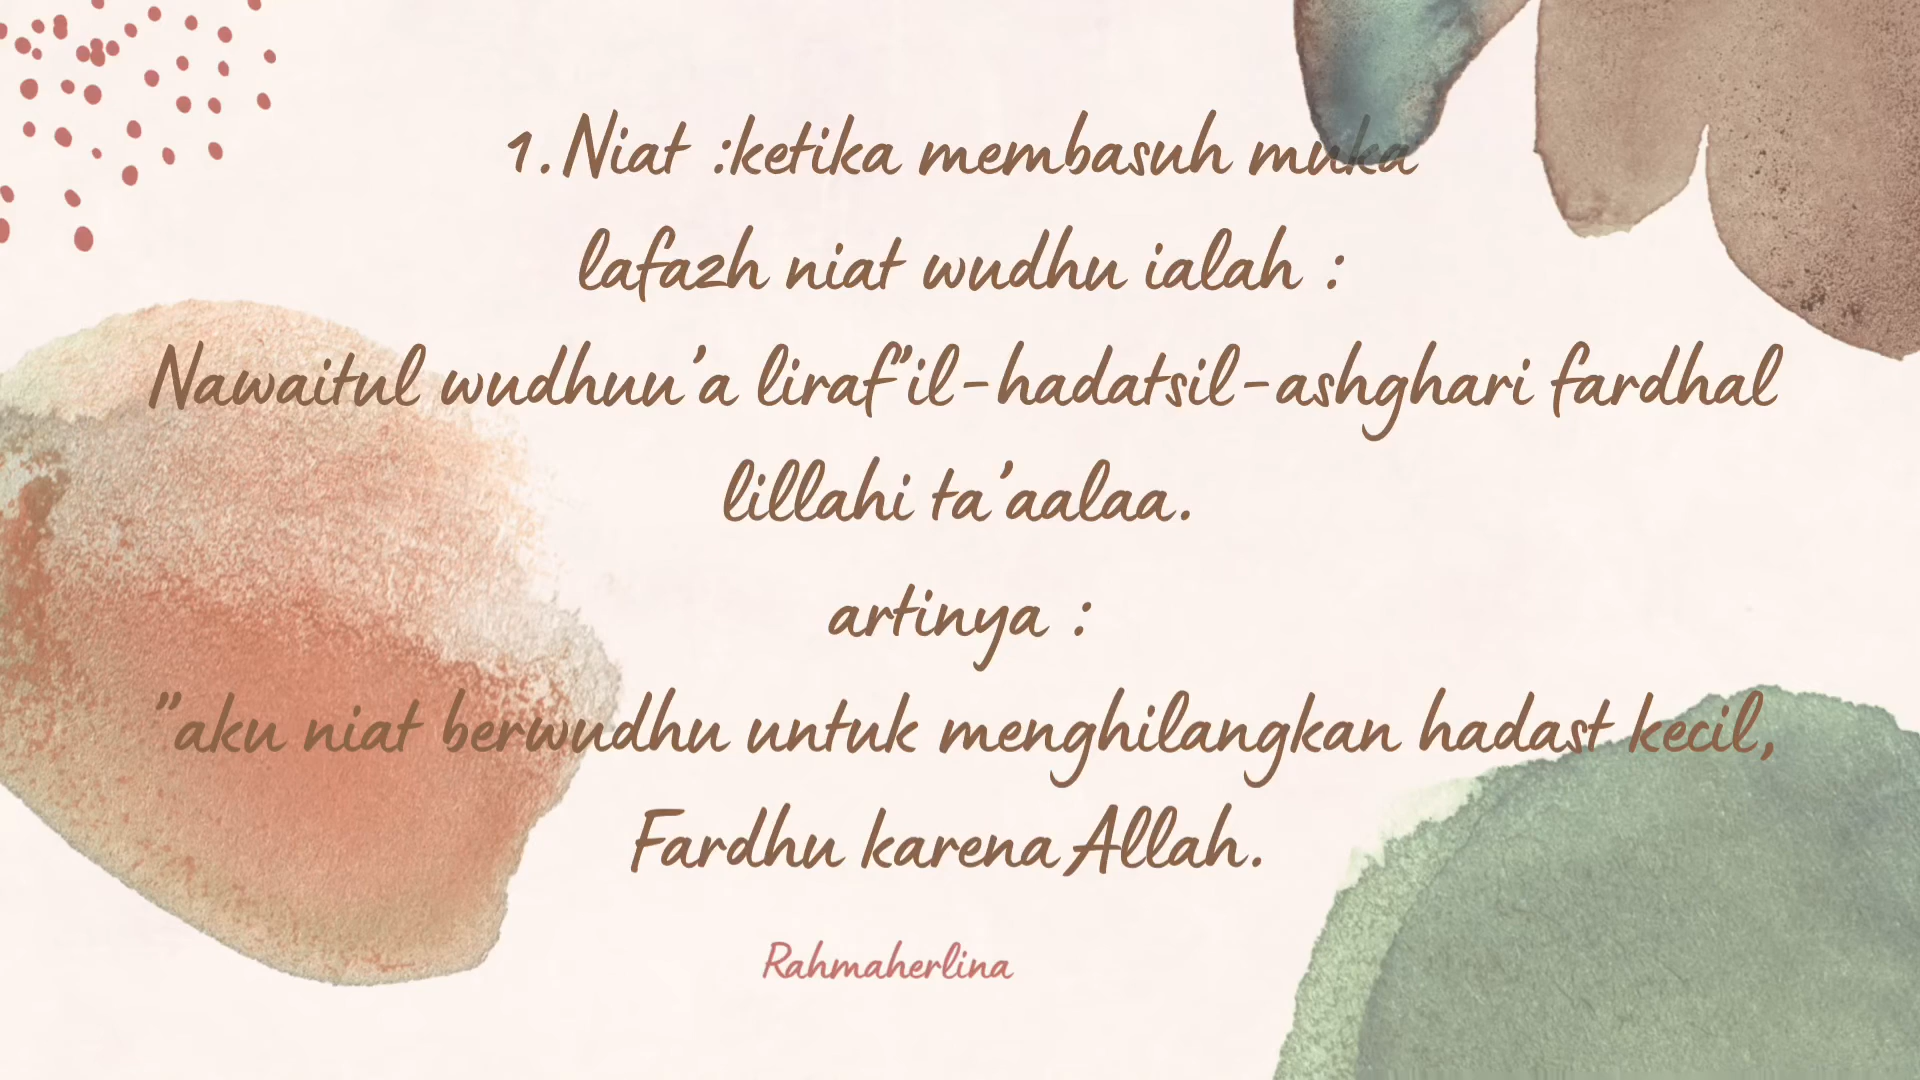 1. Niat :ketika membasuh muka
lafazh niat wudhu ialah :
Nawaitul wudhuu'a liraf'il-hadatsil-ashghari fardhal
lillahi ta'aalaa.
artinya :
"aku niat berwudhu untuk menghilangkan hadast kecil,
Fardhu karena Allah.
Rahmaherlina